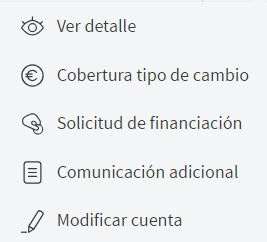 Ver detalle
Cobertura tipo de cambio
Solicitud de financiación
Comunicación adicional
Modificar cuenta